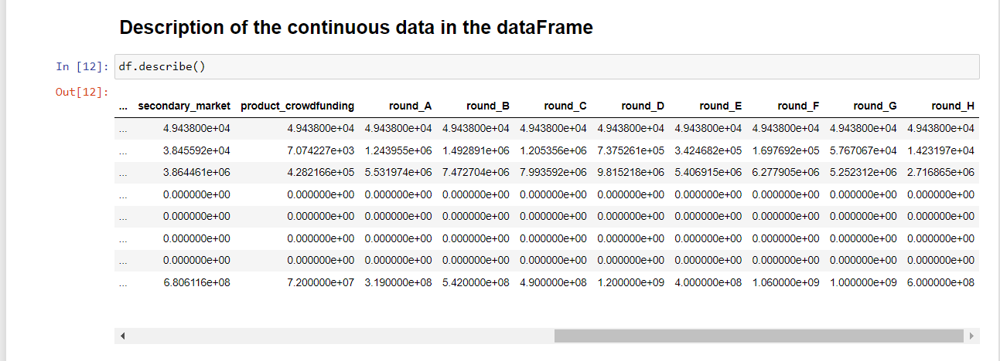 Description of the continuous data in the dataFrame
In [12]: df.describe()
Out[12]:
... secondary_market product_crowdfunding round_A round_B round_C round_D round_E round_F round_G round_H
... 4.943800e+04 4.943800e+04 4.943800e+04 4.943800e+04 4.943800e+04 4.943800e+04 4.943800e+04 4.943800e+04 4.943800e+04 4.943800e+04
... 3.845592e+04 7.074227e+03 1.243955e+06 1.492891e+06 1.205356e+06 7.375261e+05 3.424682e+05 1.697692e+05 5.767067e+04 1.423197e+04
... 3.864461e+06 4.282166e+05 5.531974e+06 7.472704e+06 7.993592e+06 9.815218e+06 5.406915e+06 6.277905e+06 5.252312e+06 2.716865e+06
... 0.000000e+00 0.000000e+00 0.000000e+00 0.000000e+00 0.000000e+00 0.000000e+00 0.000000e+00 0.000000e+00 0.000000e+00 0.000000e+00
... 0.000000e+00 0.000000e+00 0.000000e+00 0.000000e+00 0.000000e+00 0.000000e+00 0.000000e+00 0.000000e+00 0.000000e+00 0.000000e+00
... 0.000000e+00 0.000000e+00 0.000000e+00 0.000000e+00 0.000000e+00 0.000000e+00 0.000000e+00 0.000000e+00 0.000000e+00 0.000000e+00
... 0.000000e+00 0.000000e+00 0.000000e+00 0.000000e+00 0.000000e+00 0.000000e+00 0.000000e+00 0.000000e+00 0.000000e+00 0.000000e+00
... 6.806116e+08 7.200000e+07 3.190000e+08 5.420000e+08 4.900000e+08 1.200000e+09 4.000000e+08 1.060000e+09 1.000000e+09 6.000000e+08